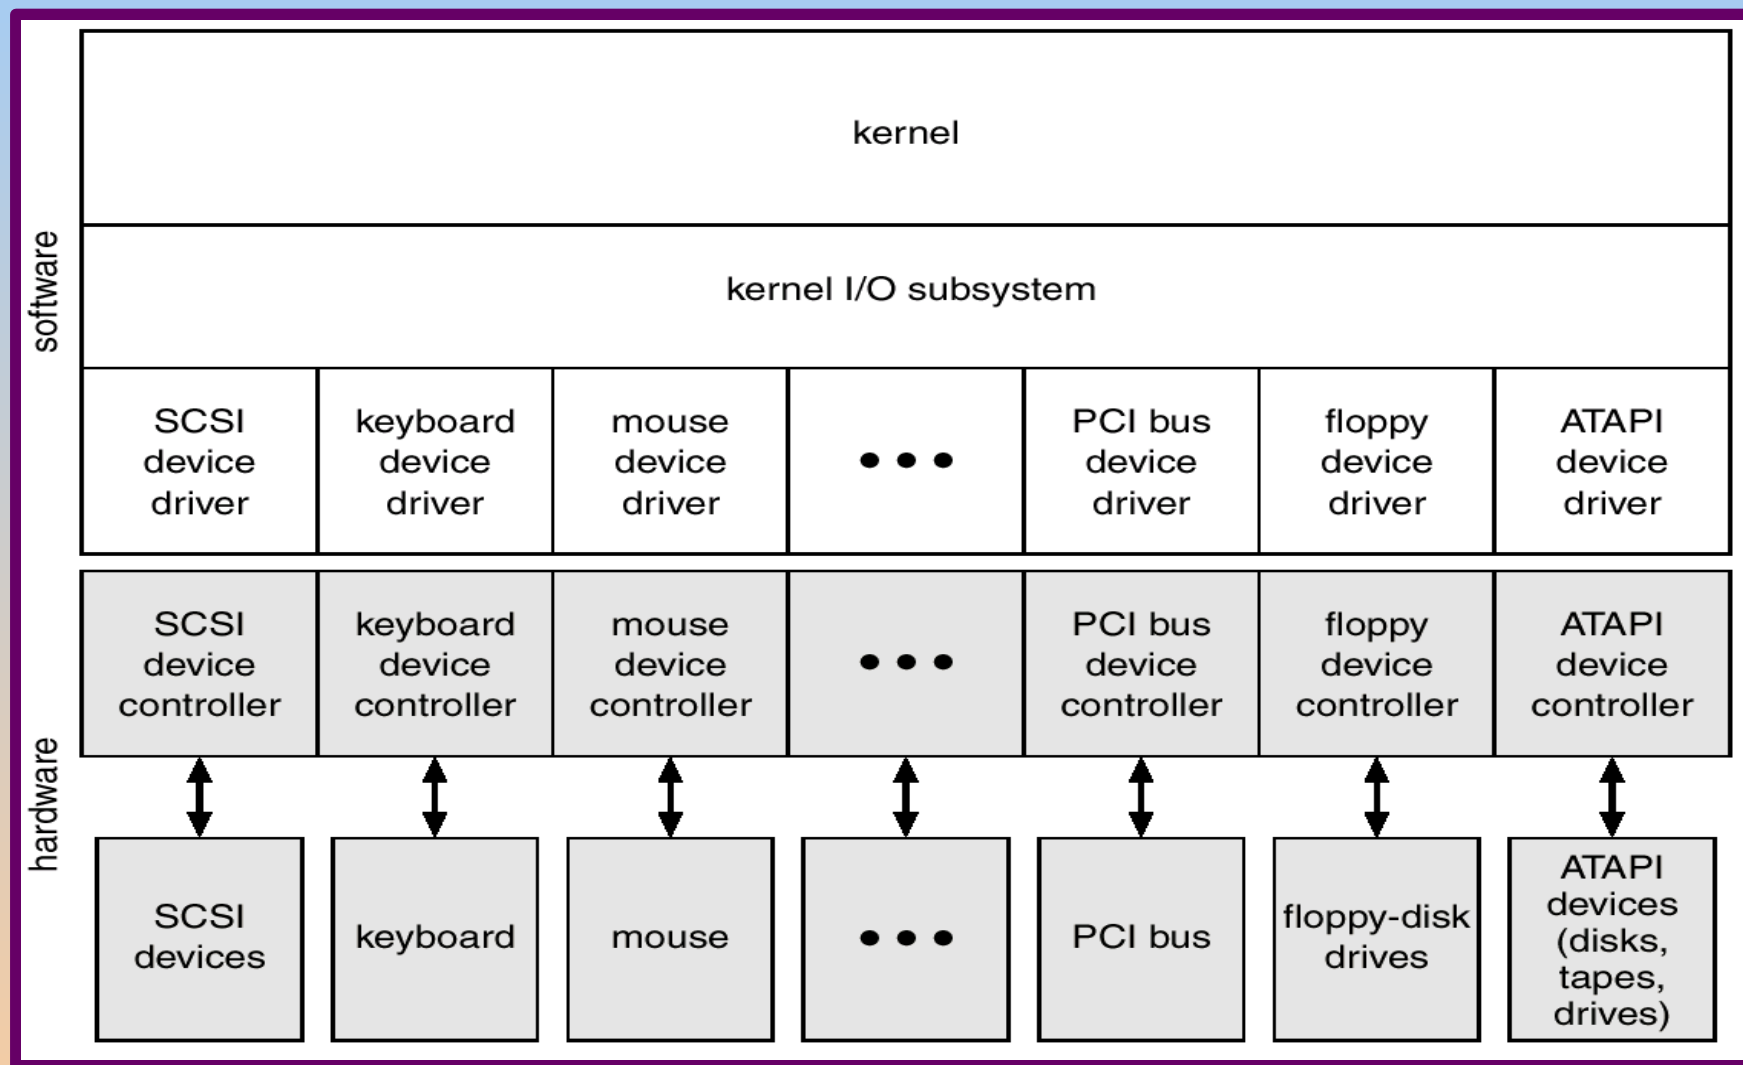 software
kernel
kernel I/O subsystem
SCSI
device
driver
keyboard
device
driver
mouse
device
driver
•••
PCI bus
device
driver
floppy
device
driver
ATAPI
device
driver
hardware
SCSI
device
controller
keyboard
device
controller
mouse
device
controller
•••
PCI bus
device
controller
floppy
device
controller
ATAPI
device
controller
SCSI
devices
keyboard
mouse
•••
PCI bus
floppy-disk
drives
ATAPI
devices
(disks,
tapes,
drives)